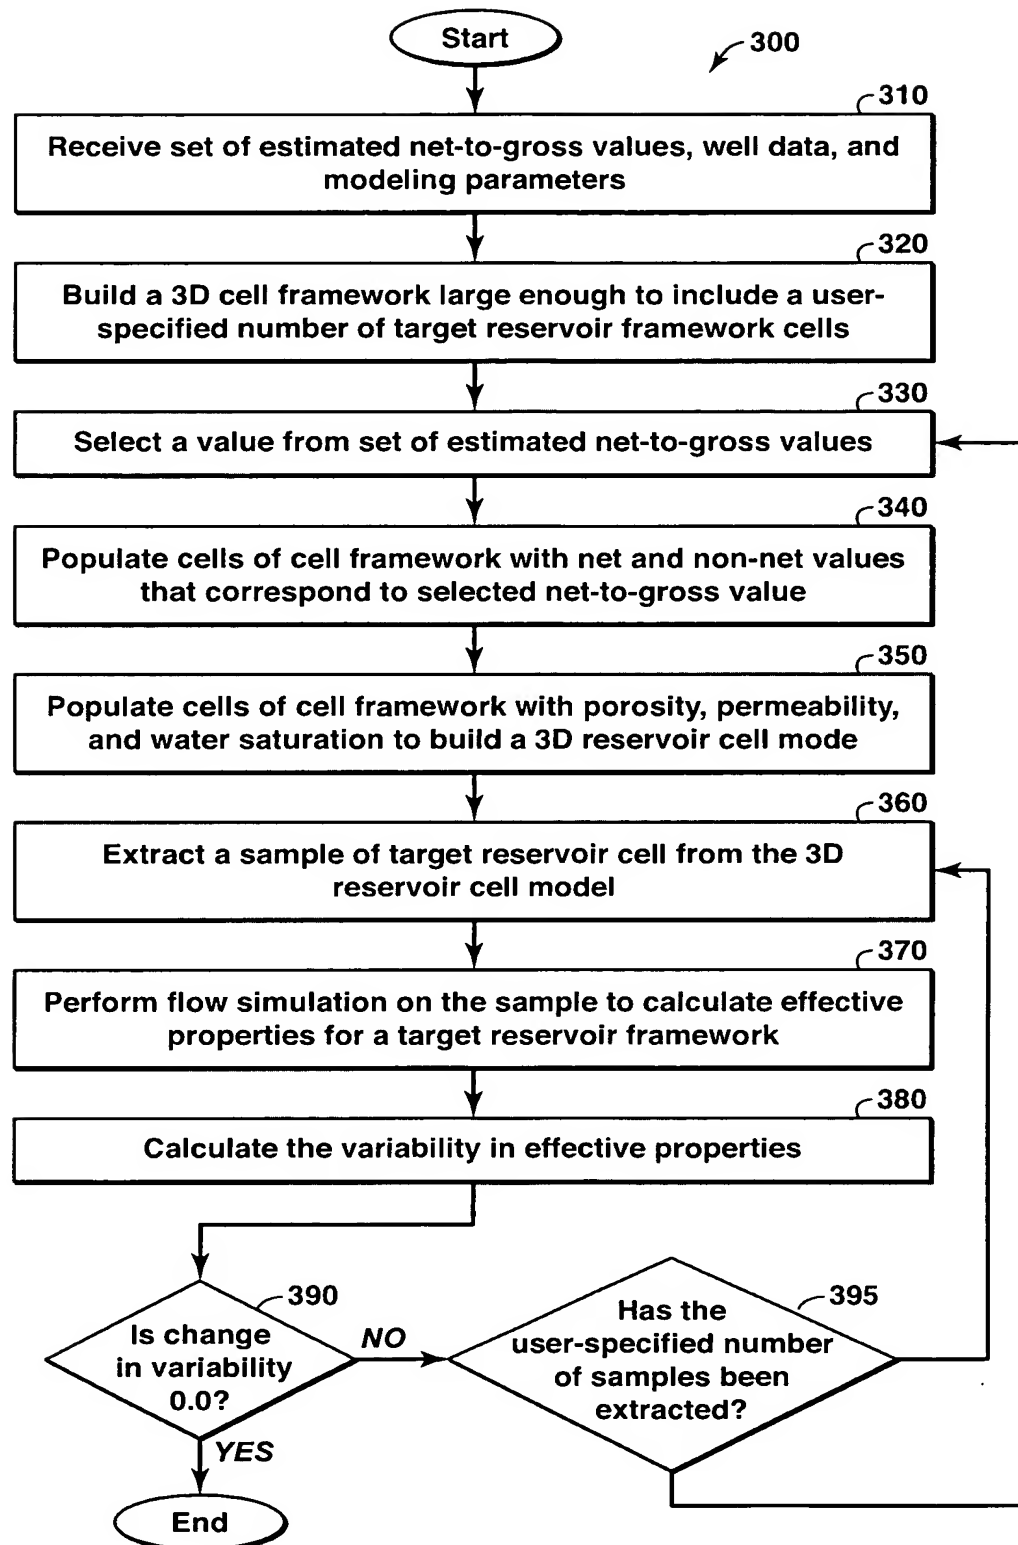 Start
300
310
Receive set of estimated net-to-gross values, well data, and
modeling parameters
320
Build a 3D cell framework large enough to include a user-
specified number of target reservoir framework cells
330
Select a value from set of estimated net-to-gross values
340
Populate cells of cell framework with net and non-net values
that correspond to selected net-to-gross value
350
Populate cells of cell framework with porosity, permeability,
and water saturation to build a 3D reservoir cell mode
360
Extract a sample of target reservoir cell from the 3D
reservoir cell model
370
Perform flow simulation on the sample to calculate effective
properties for a target reservoir framework
380
Calculate the variability in effective properties
390
Is change
in variability
0.0?
NO
395
Has the
user-specified number
of samples been
extracted?
YES
End